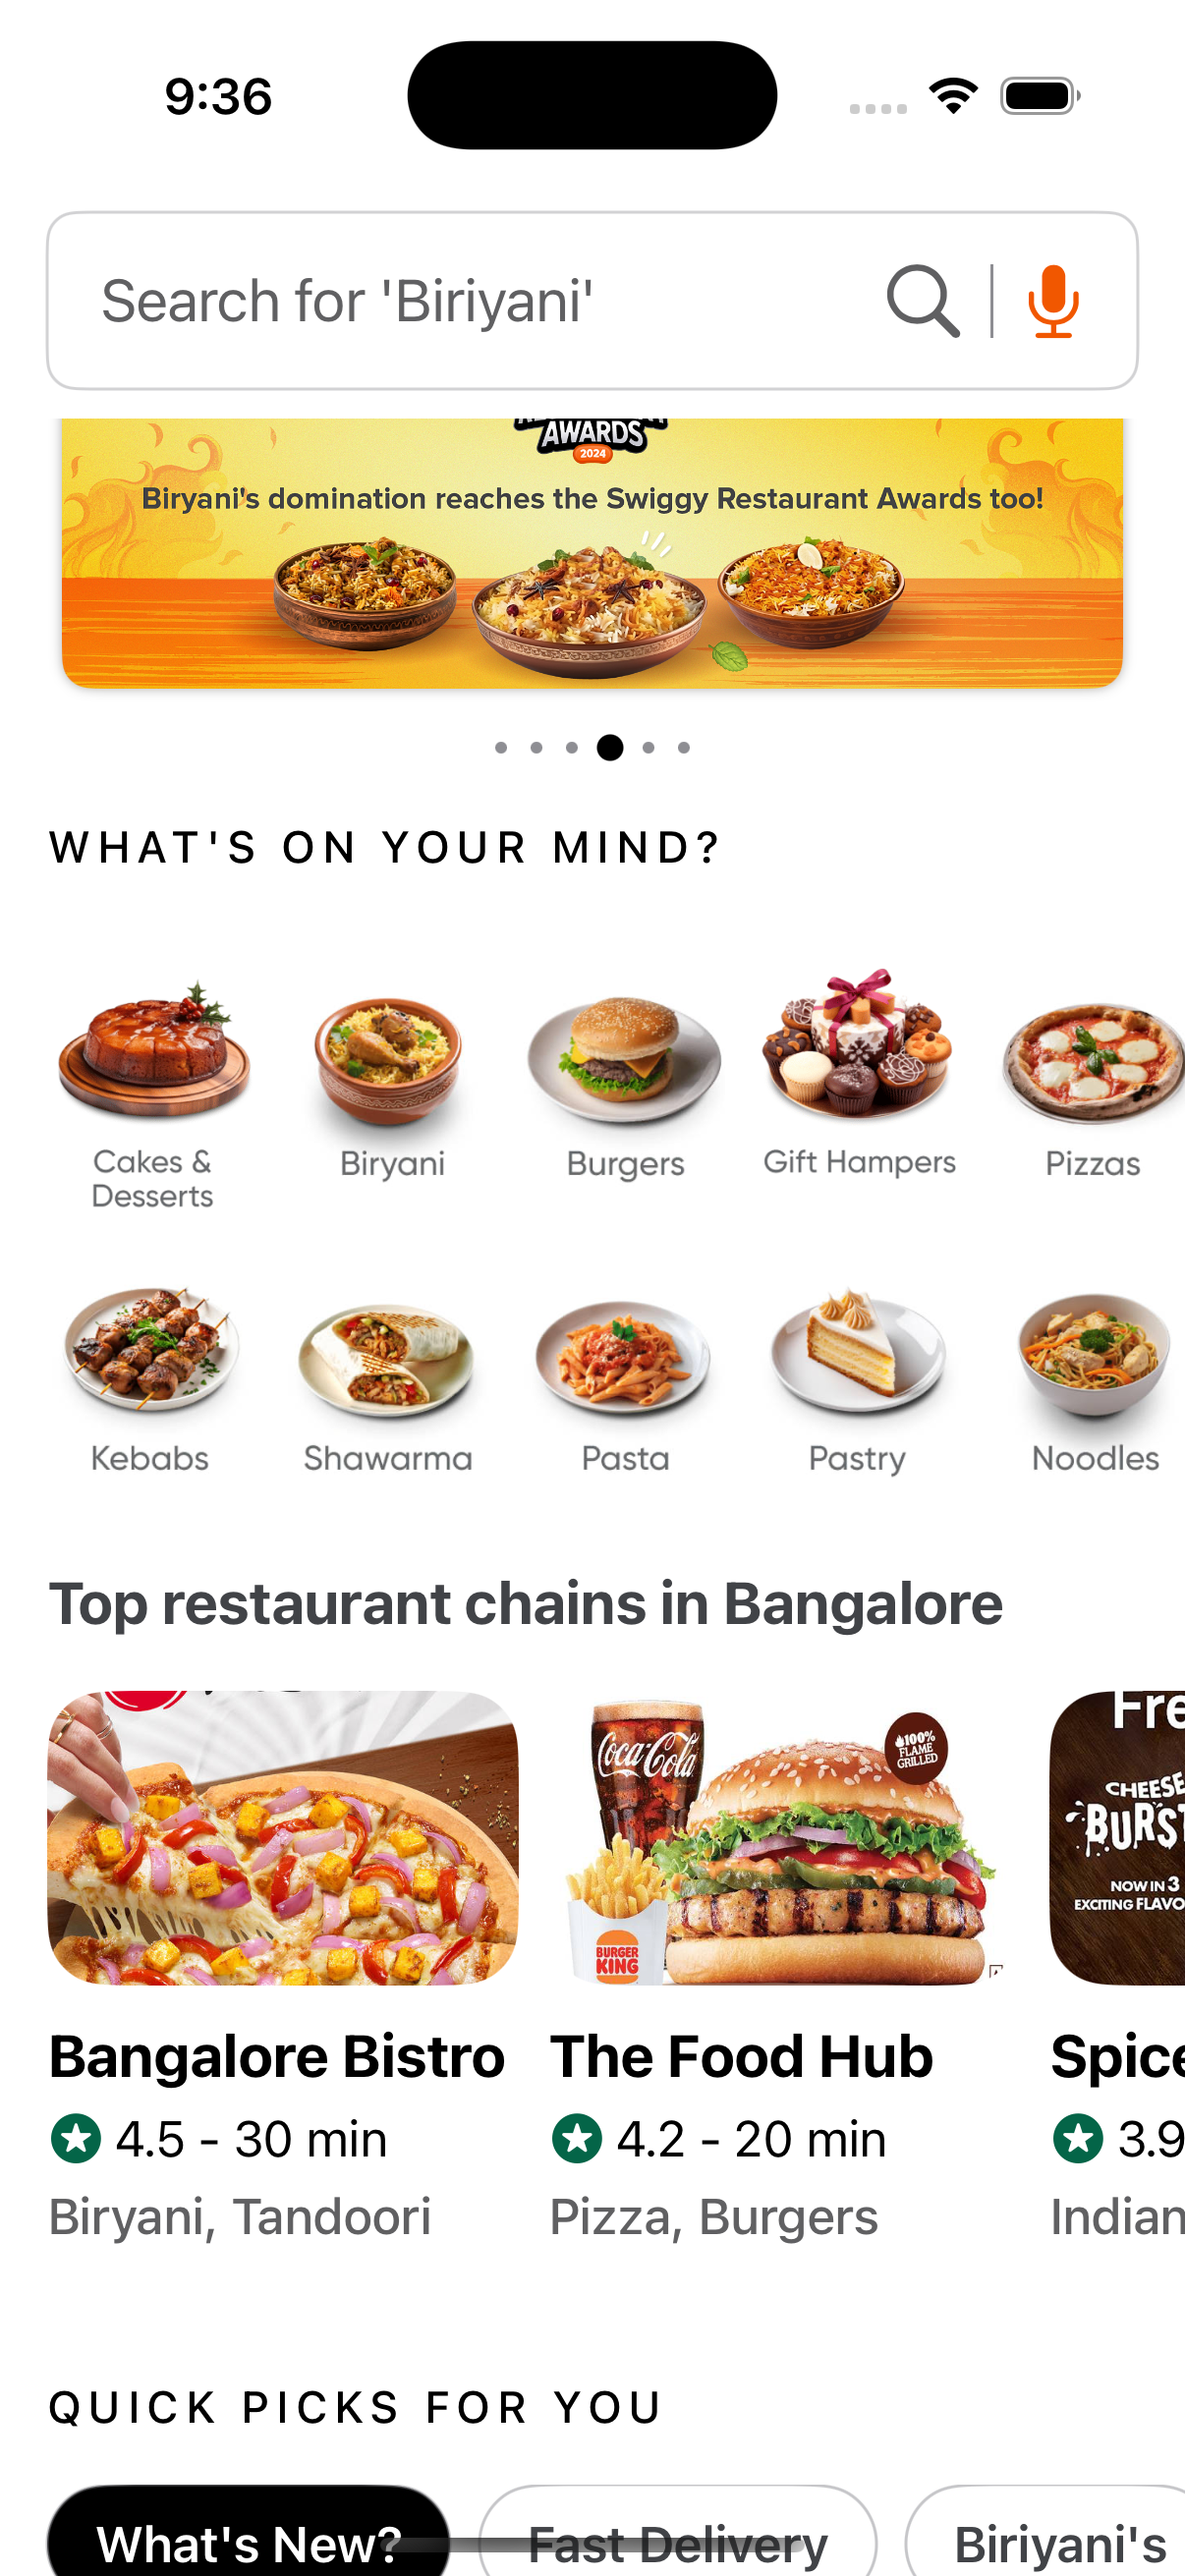 9:36
Search for 'Biriyani'
AWARDS
2024
Biryani's domination reaches the Swiggy Restaurant Awards too!
WHAT'S ON YOUR MIND?
Cakes &
Desserts
Biryani
Burgers
Gift Hampers
Pizzas
Kebabs
Shawarma
Pasta
Pastry
Noodles
Top restaurant chains in Bangalore
Coca-Cola
100%
FLAME
GRILLED
BURGER
KING
Fre
CHEESE
BURST
NOW IN 3
EXCITING FLAVO
Bangalore Bistro
4.5 - 30 min
Biryani, Tandoori
The Food Hub
4.2 - 20 min
Pizza, Burgers
Spice
3.9
Indian
QUICK PICKS FOR YOU
What's New?
Fast Delivery
Biriyani's